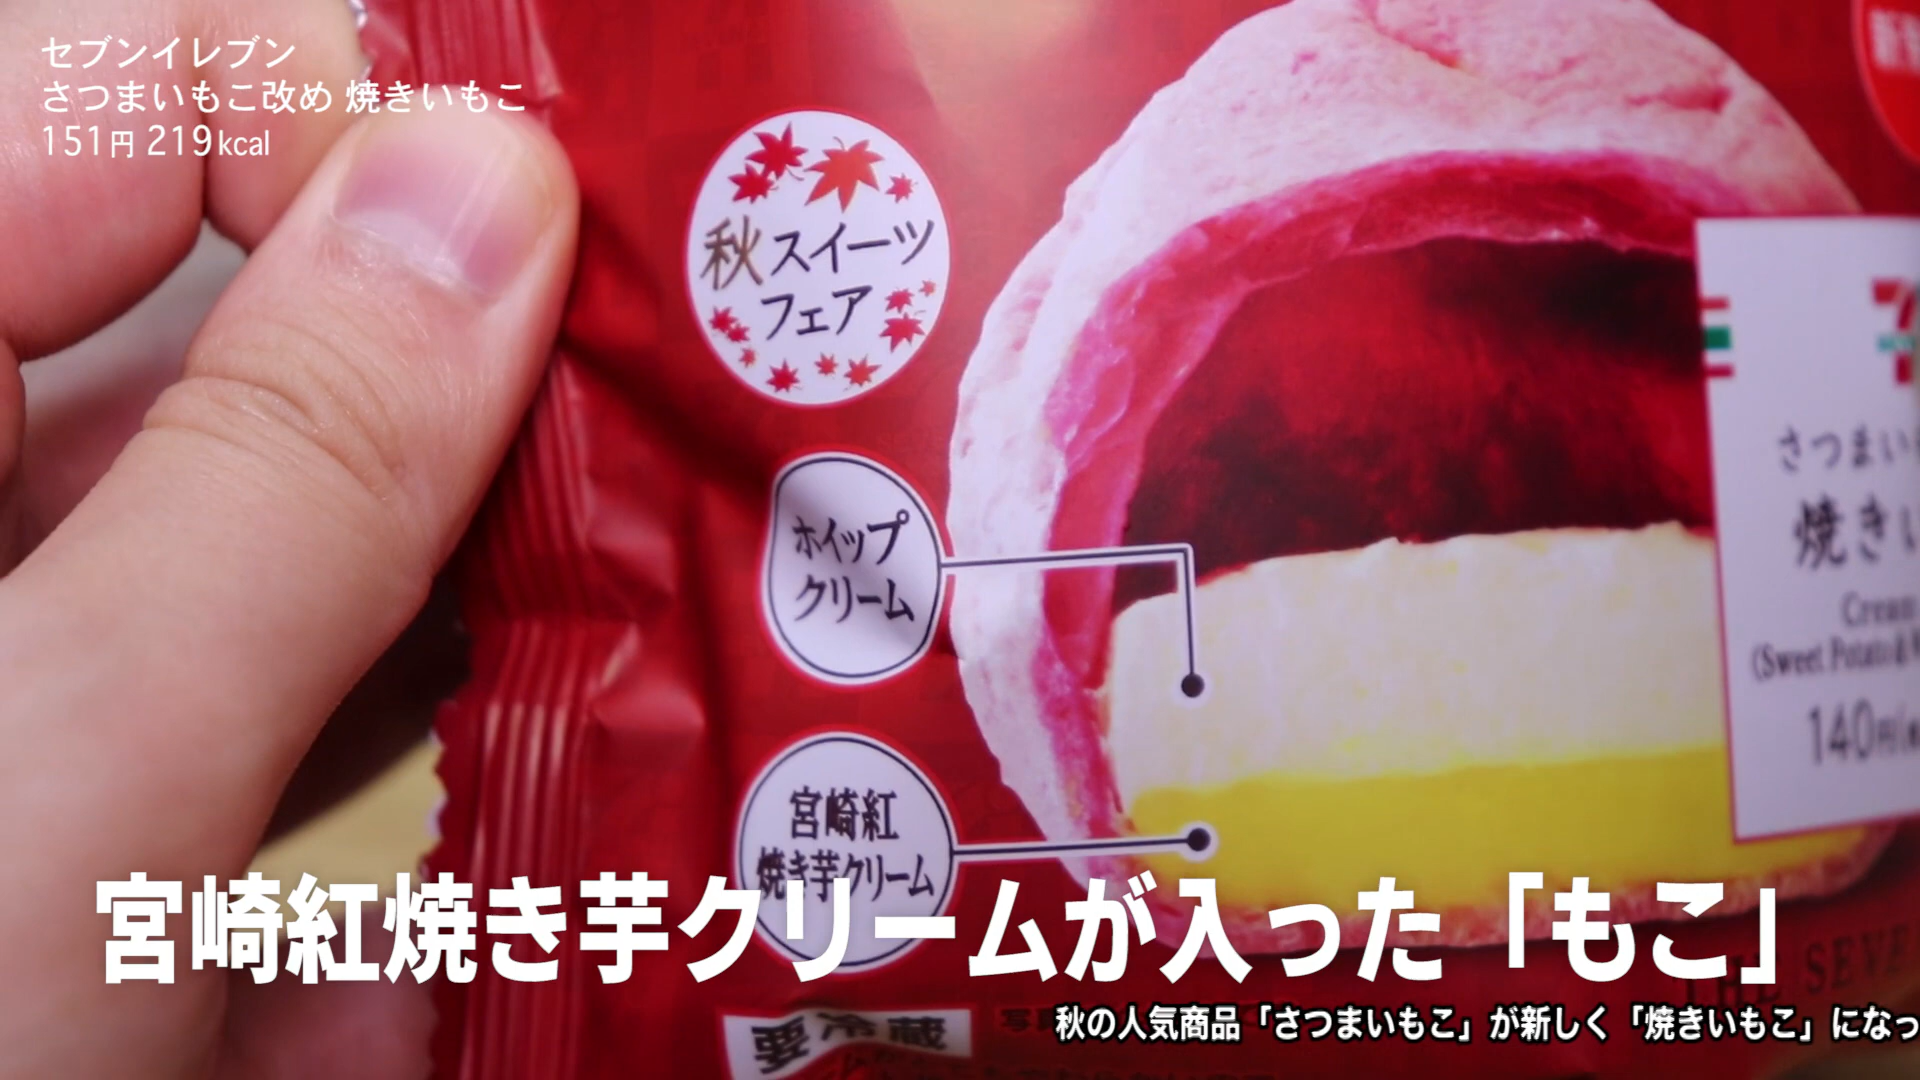 セブンイレブン
さつまいもこ改め 焼きいもこ
151円 219kcal
秋スイーツ
フェア
ホイップ
クリーム
宮崎紅
焼き芋クリーム
さつまい
焼き
Cream
(Sweet Potato &
140円
宮崎紅焼き芋クリームが入った「もこ」
THE SEVE
秋の人気商品「さつまいもこ」が新しく「焼きいもこ」になっ
要冷蔵